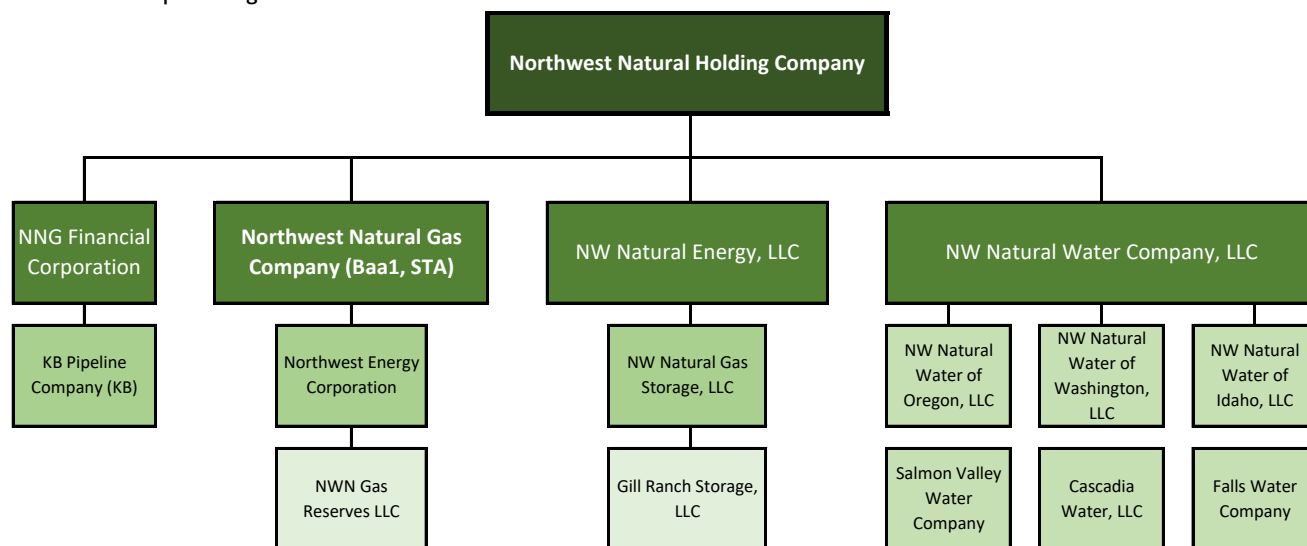 Northwest Natural Holding Company
NNG Financial
Corporation
Northwest Natural Gas
Company (Baa1, STA)
NW Natural Energy, LLC
NW Natural Water Company, LLC
KB Pipeline
Company (KB)
Northwest Energy
Corporation
NW Natural Gas
Storage, LLC
NW Natural
Water of
Oregon, LLC
NW Natural
Water of
Washington,
LLC
NW Natural
Water of
Idaho, LLC
NWN Gas
Reserves LLC
Gill Ranch Storage,
LLC
Salmon Valley
Water
Company
Cascadia
Water, LLC
Falls Water
Company